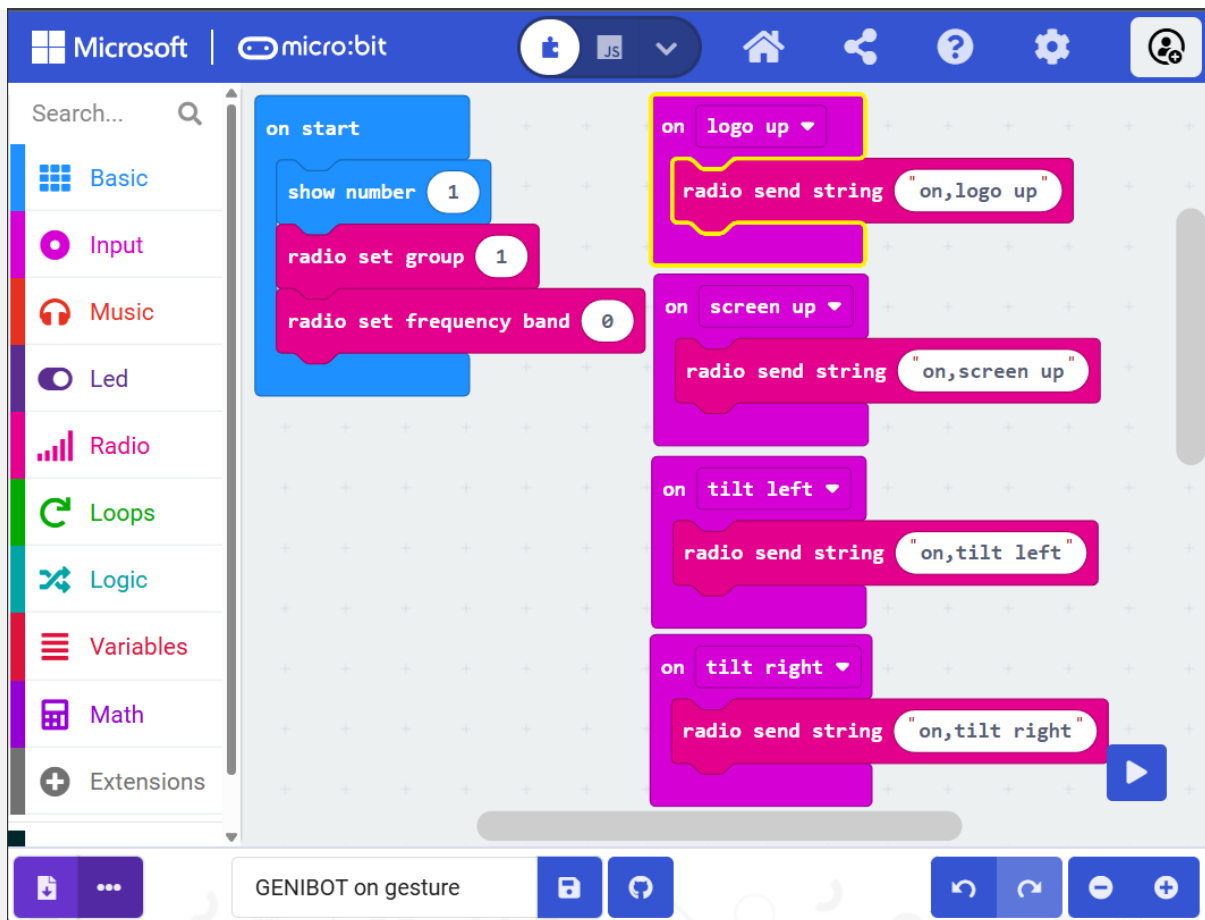 Microsoft | micro:bit
JS
Search...
Basic
Input
Music
Led
Radio
Loops
Logic
Variables
Math
Extensions
on start
show number 1
radio set group 1
radio set frequency band 0
on logo up
radio send string "on,logo up"
on screen up
radio send string "on,screen up"
on tilt left
radio send string "on,tilt left"
on tilt right
radio send string "on,tilt right"
GENIBOT on gesture